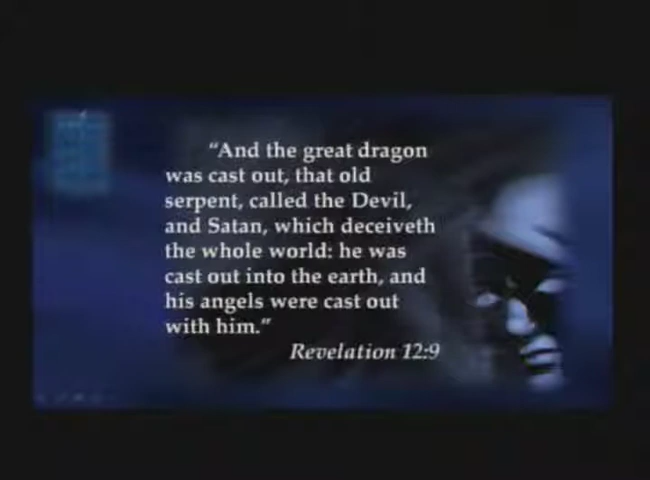 “And the great dragon
was cast out, that old
serpent, called the Devil,
and Satan, which deceiveth
the whole world: he was
cast out into the earth, and
his angels were cast out
with him.”
Revelation 12:9